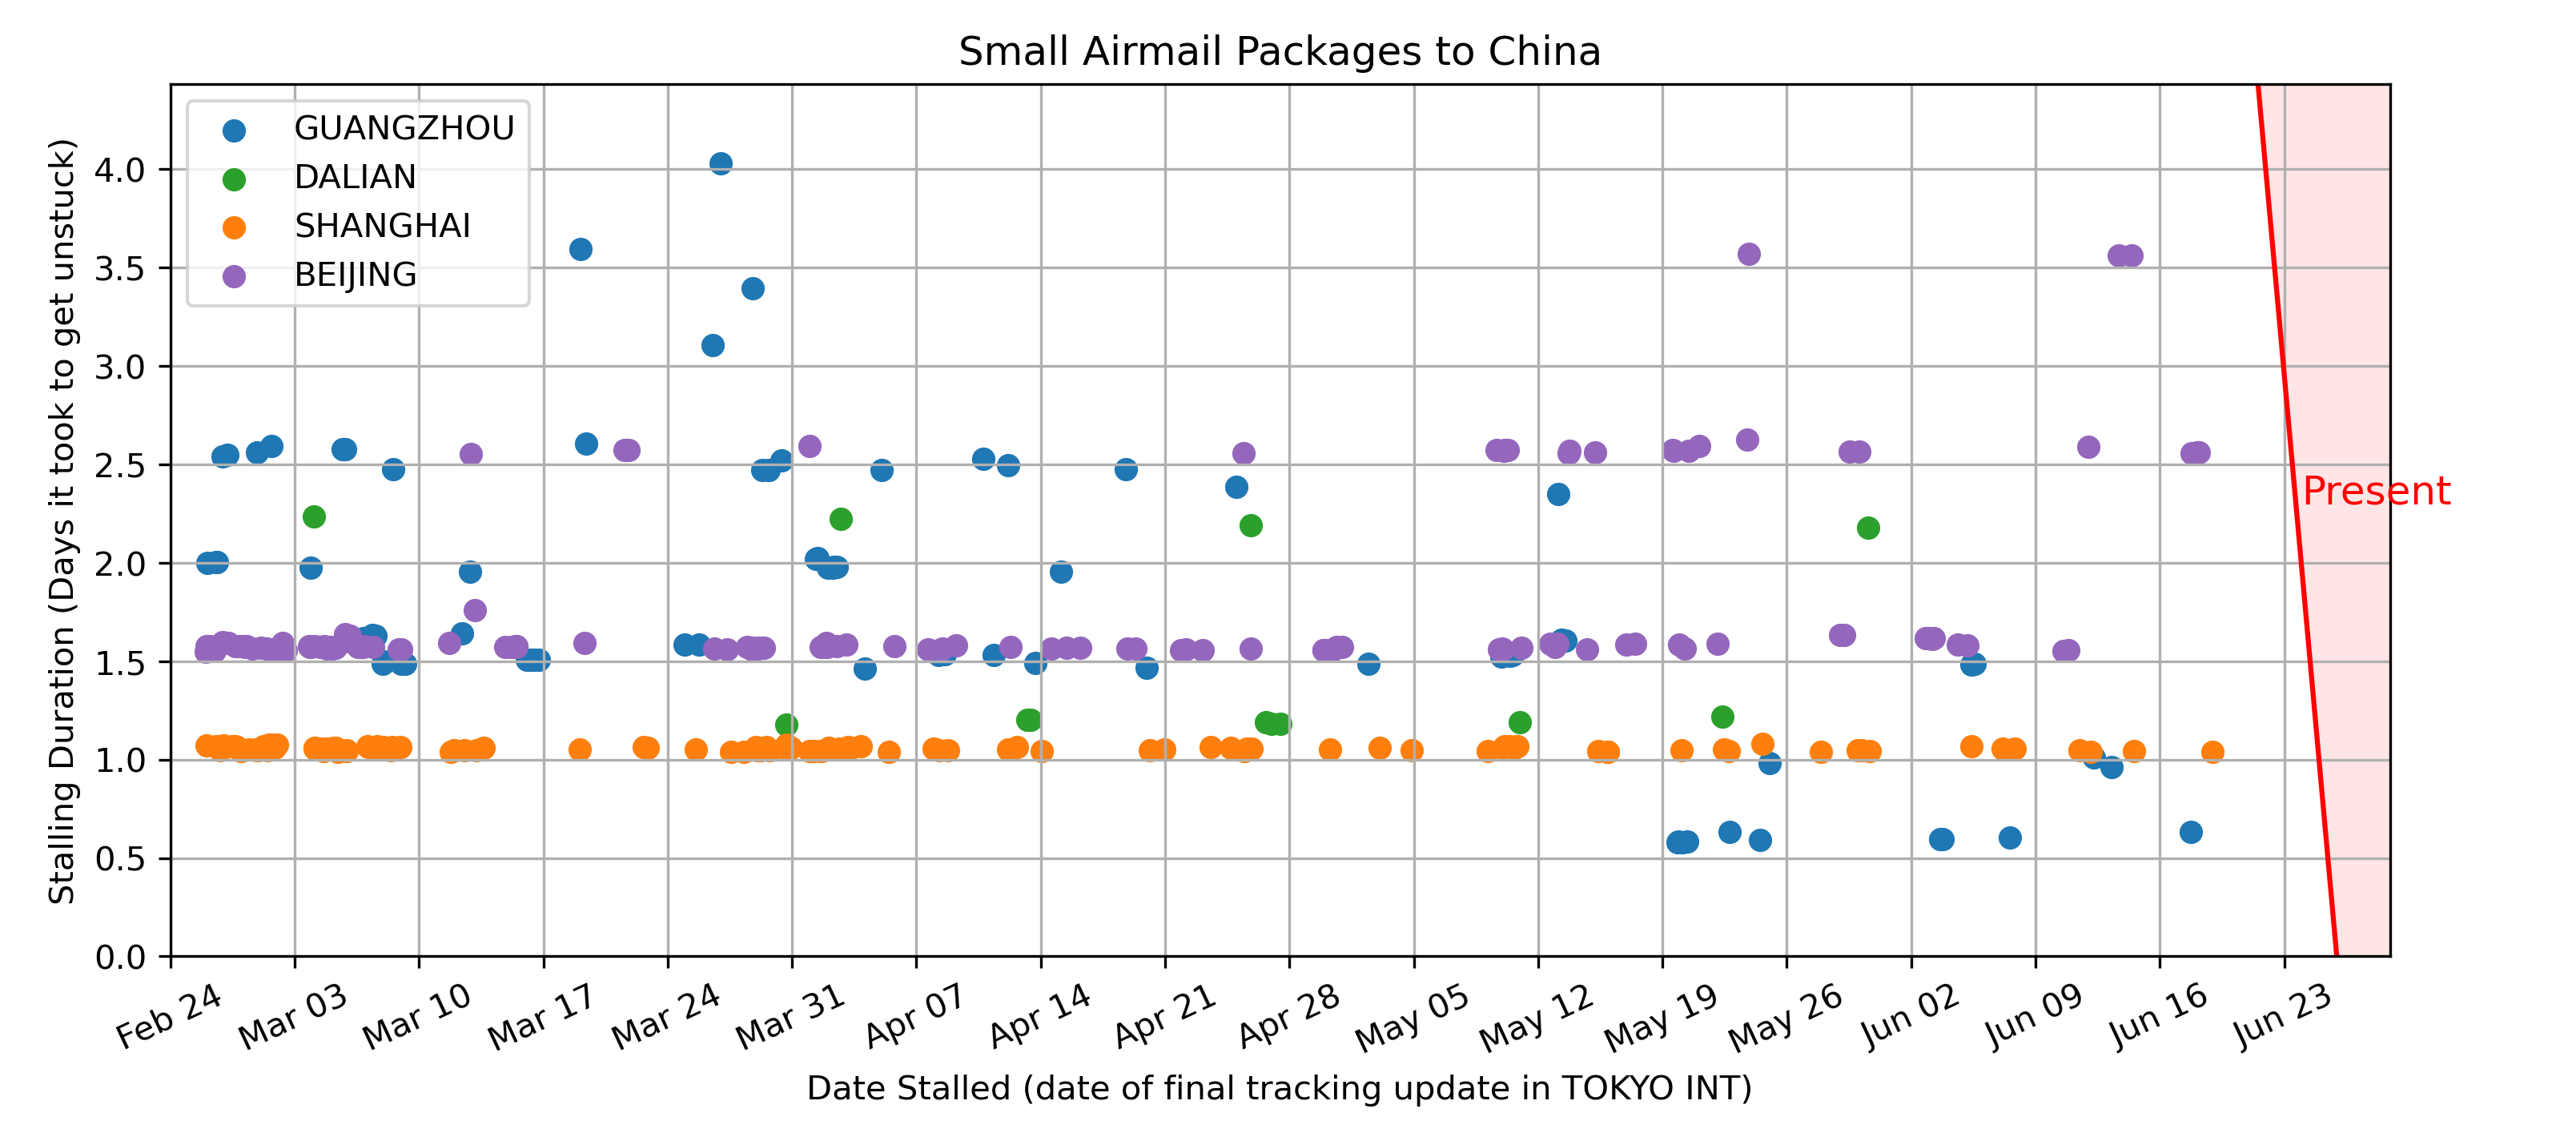 Small Airmail Packages to China
GUANGZHOU
DALIAN
SHANGHAI
BEIJING
Stalling Duration (Days it took to get unstuck)
4.0
3.5
3.0
2.5
2.0
1.5
1.0
0.5
0.0
Present
Feb 24
Mar 03
Mar 10
Mar 17
Mar 24
Mar 31
Apr 07
Apr 14
Apr 21
Apr 28
May 05
May 12
May 19
May 26
Jun 02
Jun 09
Jun 16
Jun 23
Date Stalled (date of final tracking update in TOKYO INT)